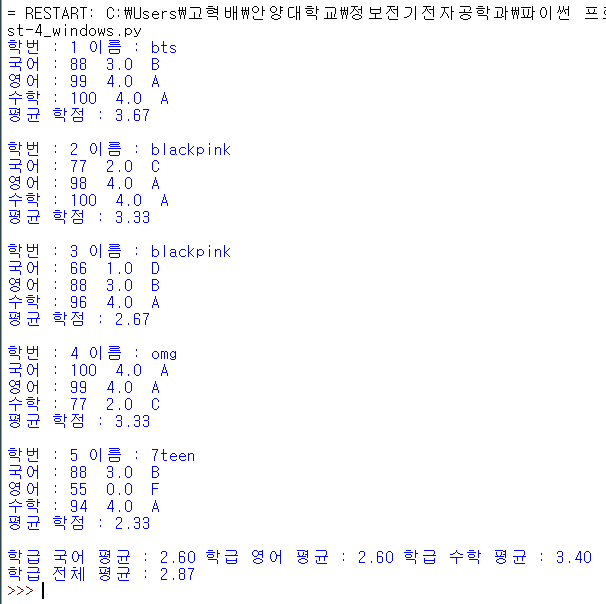 = RESTART: C:\Users\고혁배\안양대학교\정보전기전자공학과\파이썬 프로
st-4_windows.py
학번 : 1 이름 : bts
국어 : 88  3.0  B
영어 : 99  4.0  A
수학 : 100  4.0  A
평균 학점 : 3.67

학번 : 2 이름 : blackpink
국어 : 77  2.0  C
영어 : 98  4.0  A
수학 : 100  4.0  A
평균 학점 : 3.33

학번 : 3 이름 : blackpink
국어 : 66  1.0  D
영어 : 88  3.0  B
수학 : 96  4.0  A
평균 학점 : 2.67

학번 : 4 이름 : omg
국어 : 100  4.0  A
영어 : 99  4.0  A
수학 : 77  2.0  C
평균 학점 : 3.33

학번 : 5 이름 : 7teen
국어 : 88  3.0  B
영어 : 55  0.0  F
수학 : 94  4.0  A
평균 학점 : 2.33

학급 국어 평균 : 2.60 학급 영어 평균 : 2.60 학급 수학 평균 : 3.40
학급 전체 평균 : 2.87
>>>